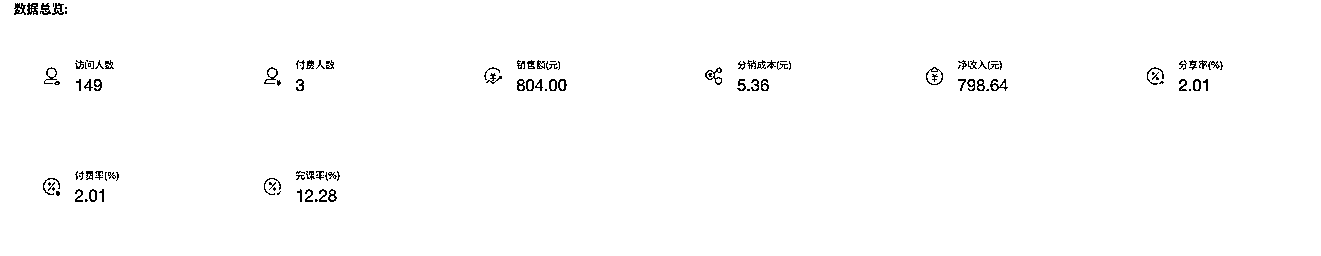 数据总览:
访问人数
149
付费人数
3
销售额(元)
804.00
分销成本(元)
5.36
净收入(元)
798.64
分享率(%)
2.01
付费率(%)
2.01
完课率(%)
12.28